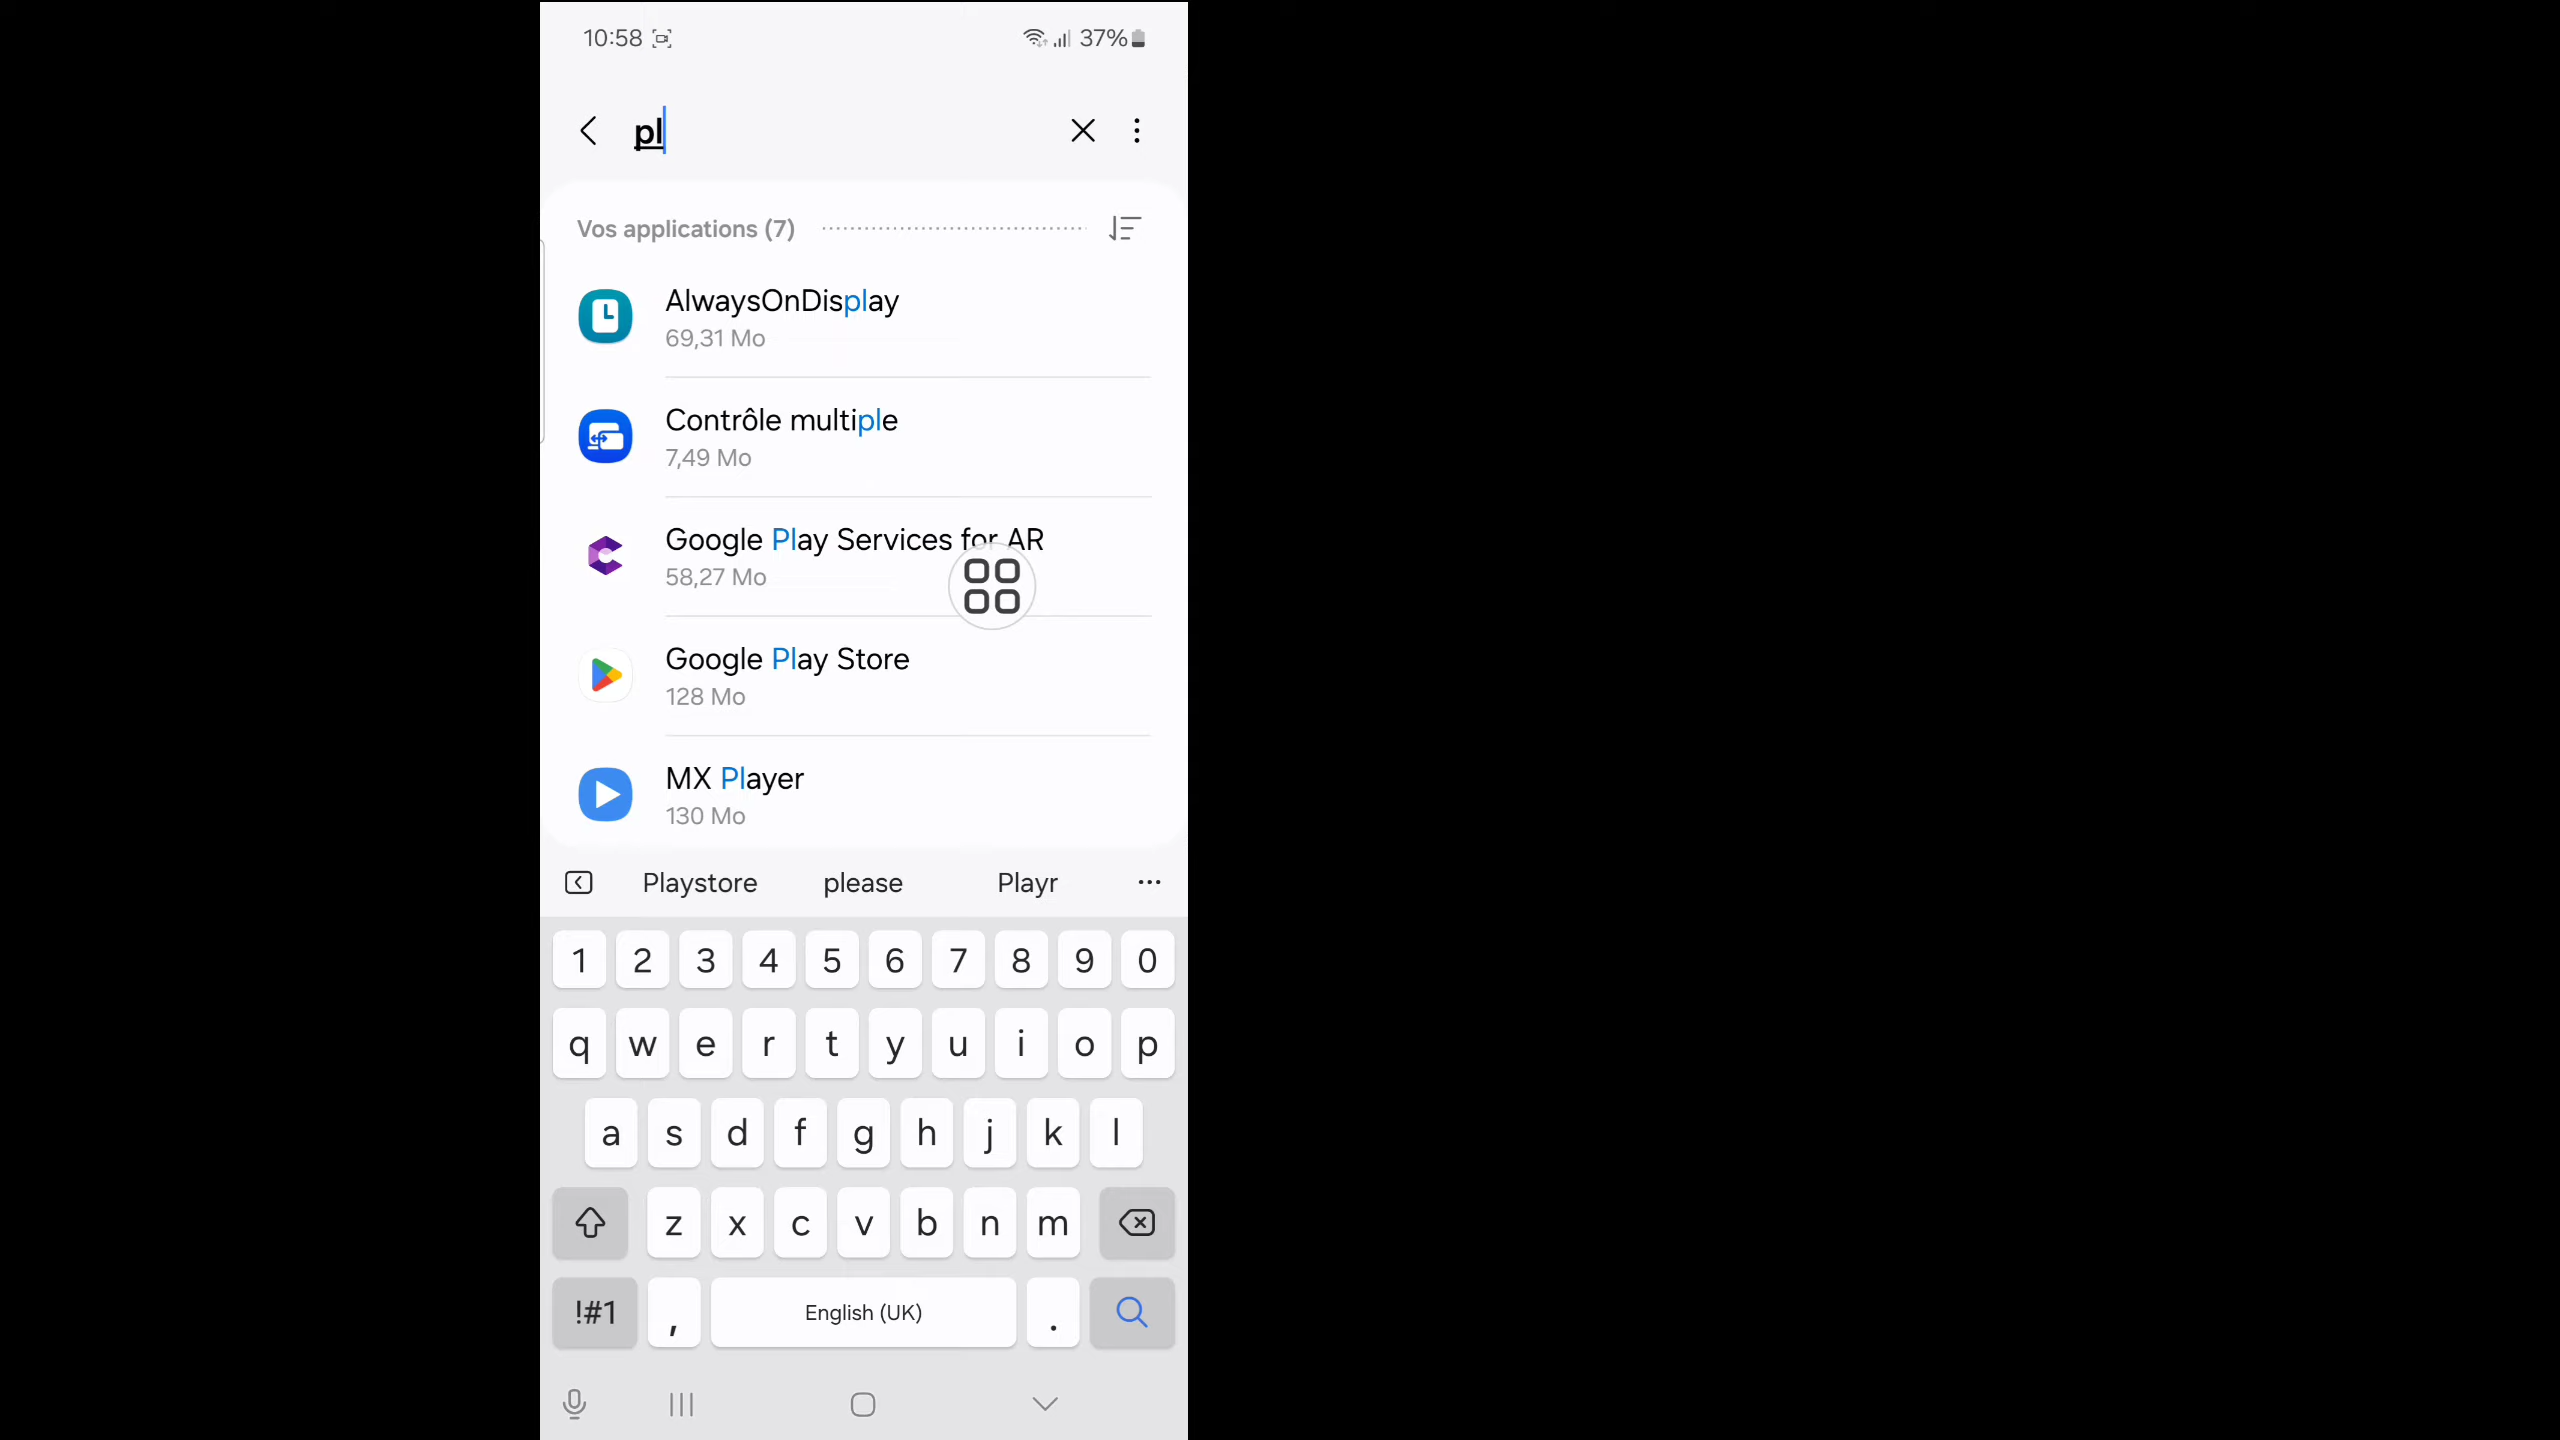 10:58 37%
pl
Vos applications (7)
AlwaysOnDisplay
69,31 Mo
Contrôle multiple
7,49 Mo
Google Play Services for AR
58,27 Mo
Google Play Store
128 Mo
MX Player
130 Mo
Playstore please Playr
1 2 3 4 5 6 7 8 9 0
q w e r t y u i o p
a s d f g h j k l
z x c v b n m
!#1 , English (UK) .